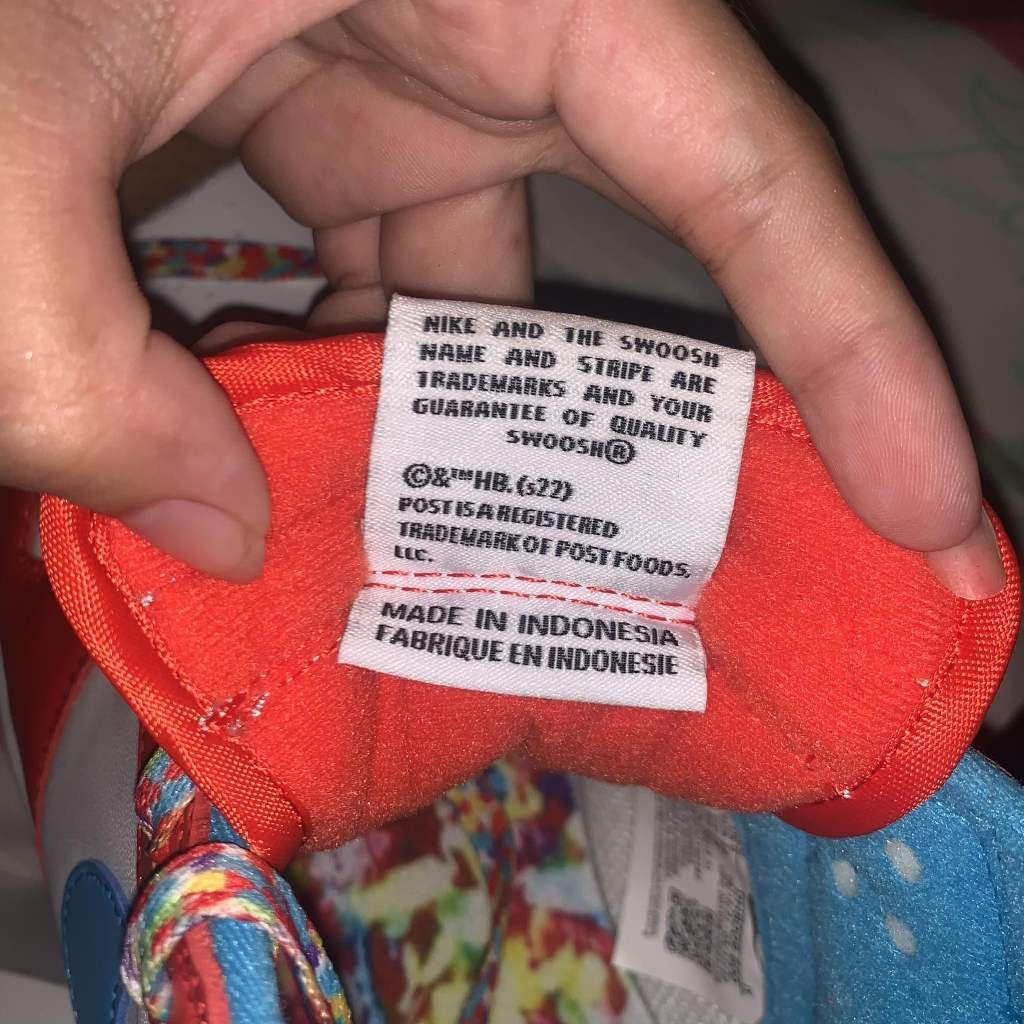 NIKE AND THE SWOOSH
NAME AND STRIPE ARE
TRADEMARKS AND YOUR
GUARANTEE OF QUALITY
SWOOSH®
©&™HB. (s22)
POST IS A REGISTERED
TRADEMARK OF POST FOODS,
LLC.
MADE IN INDONESIA
FABRIQUE EN INDONESIE